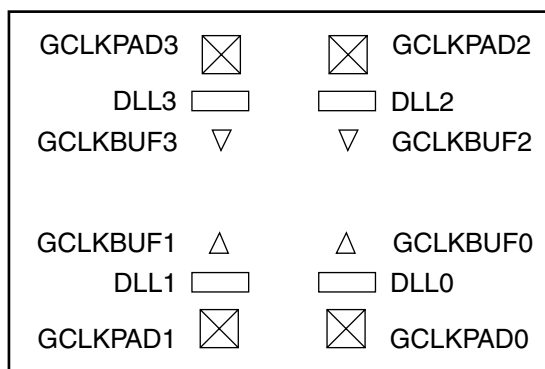 GCLKPAD3 GCLKPAD2
DLL3 DLL2
GCLKBUF3 GCLKBUF2
GCLKBUF1 GCLKBUF0
DLL1 DLL0
GCLKPAD1 GCLKPAD0